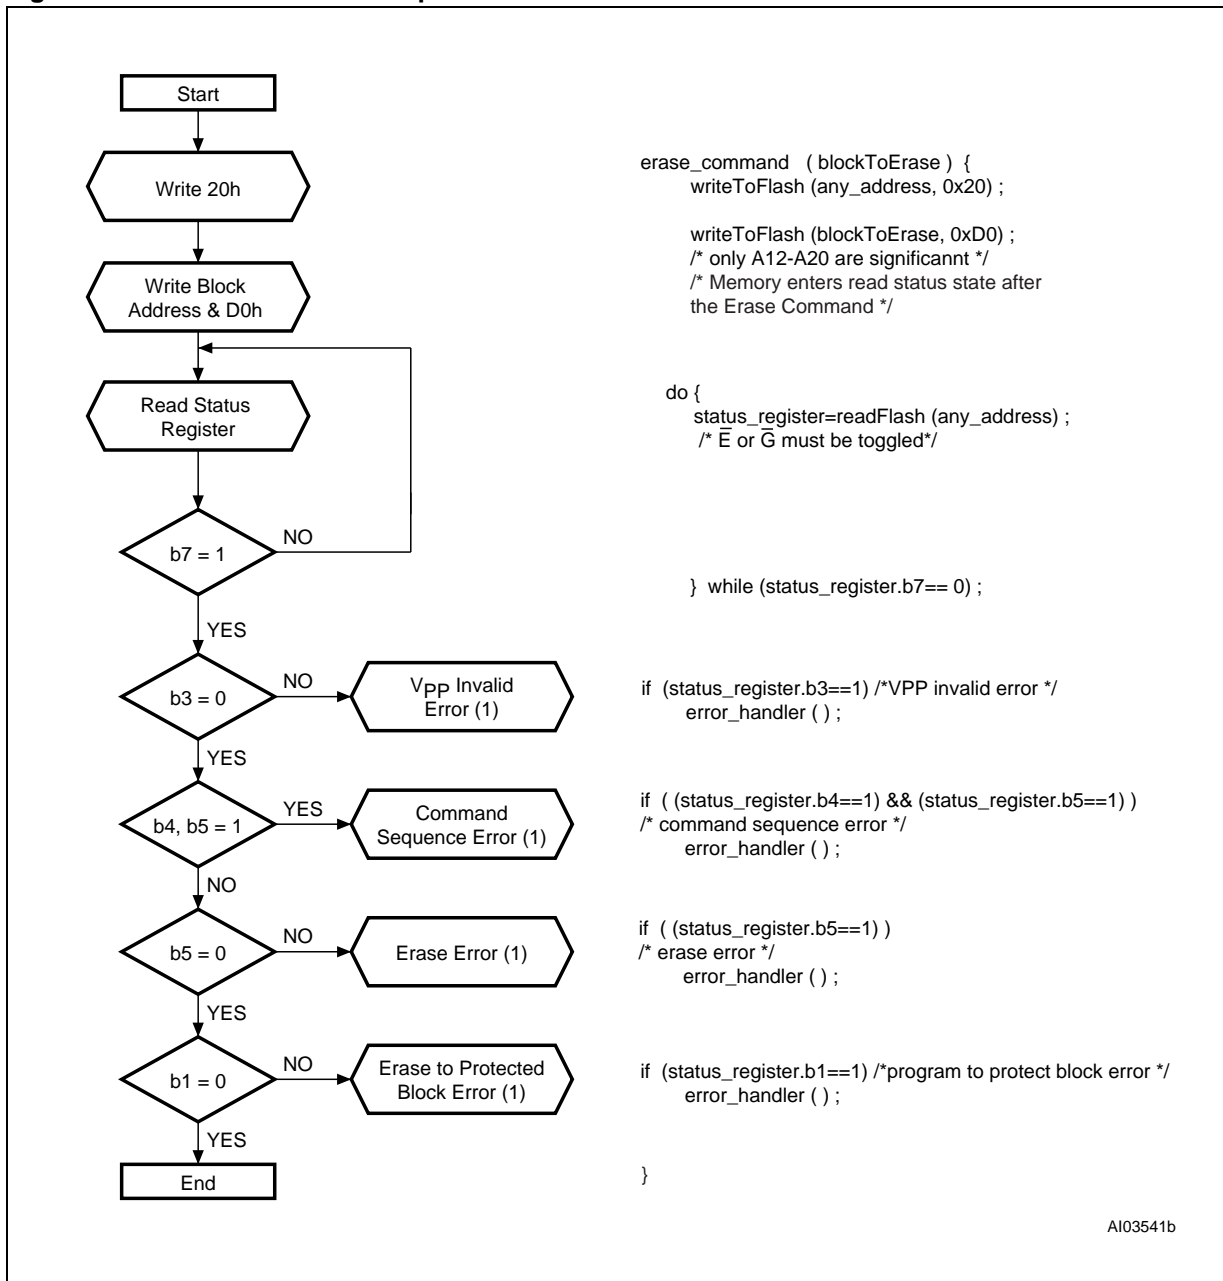 Start
Write 20h
Write Block
Address & D0h
Read Status
Register
b7 = 1
NO
YES
b3 = 0
NO
VPP Invalid
Error (1)
YES
b4, b5 = 1
YES
Command
Sequence Error (1)
NO
b5 = 0
NO
Erase Error (1)
YES
b1 = 0
NO
Erase to Protected
Block Error (1)
YES
End
erase_command ( blockToErase ) {
writeToFlash (any_address, 0x20) ;
writeToFlash (blockToErase, 0xD0) ;
/* only A12-A20 are significannt */
/* Memory enters read status state after
the Erase Command */
do {
status_register=readFlash (any_address) ;
/* E̅ or G̅ must be toggled*/
} while (status_register.b7== 0) ;
if (status_register.b3==1) /*VPP invalid error */
error_handler ( ) ;
if ( (status_register.b4==1) && (status_register.b5==1) )
/* command sequence error */
error_handler ( ) ;
if ( (status_register.b5==1) )
/* erase error */
error_handler ( ) ;
if (status_register.b1==1) /*program to protect block error */
error_handler ( ) ;
}
AI03541b